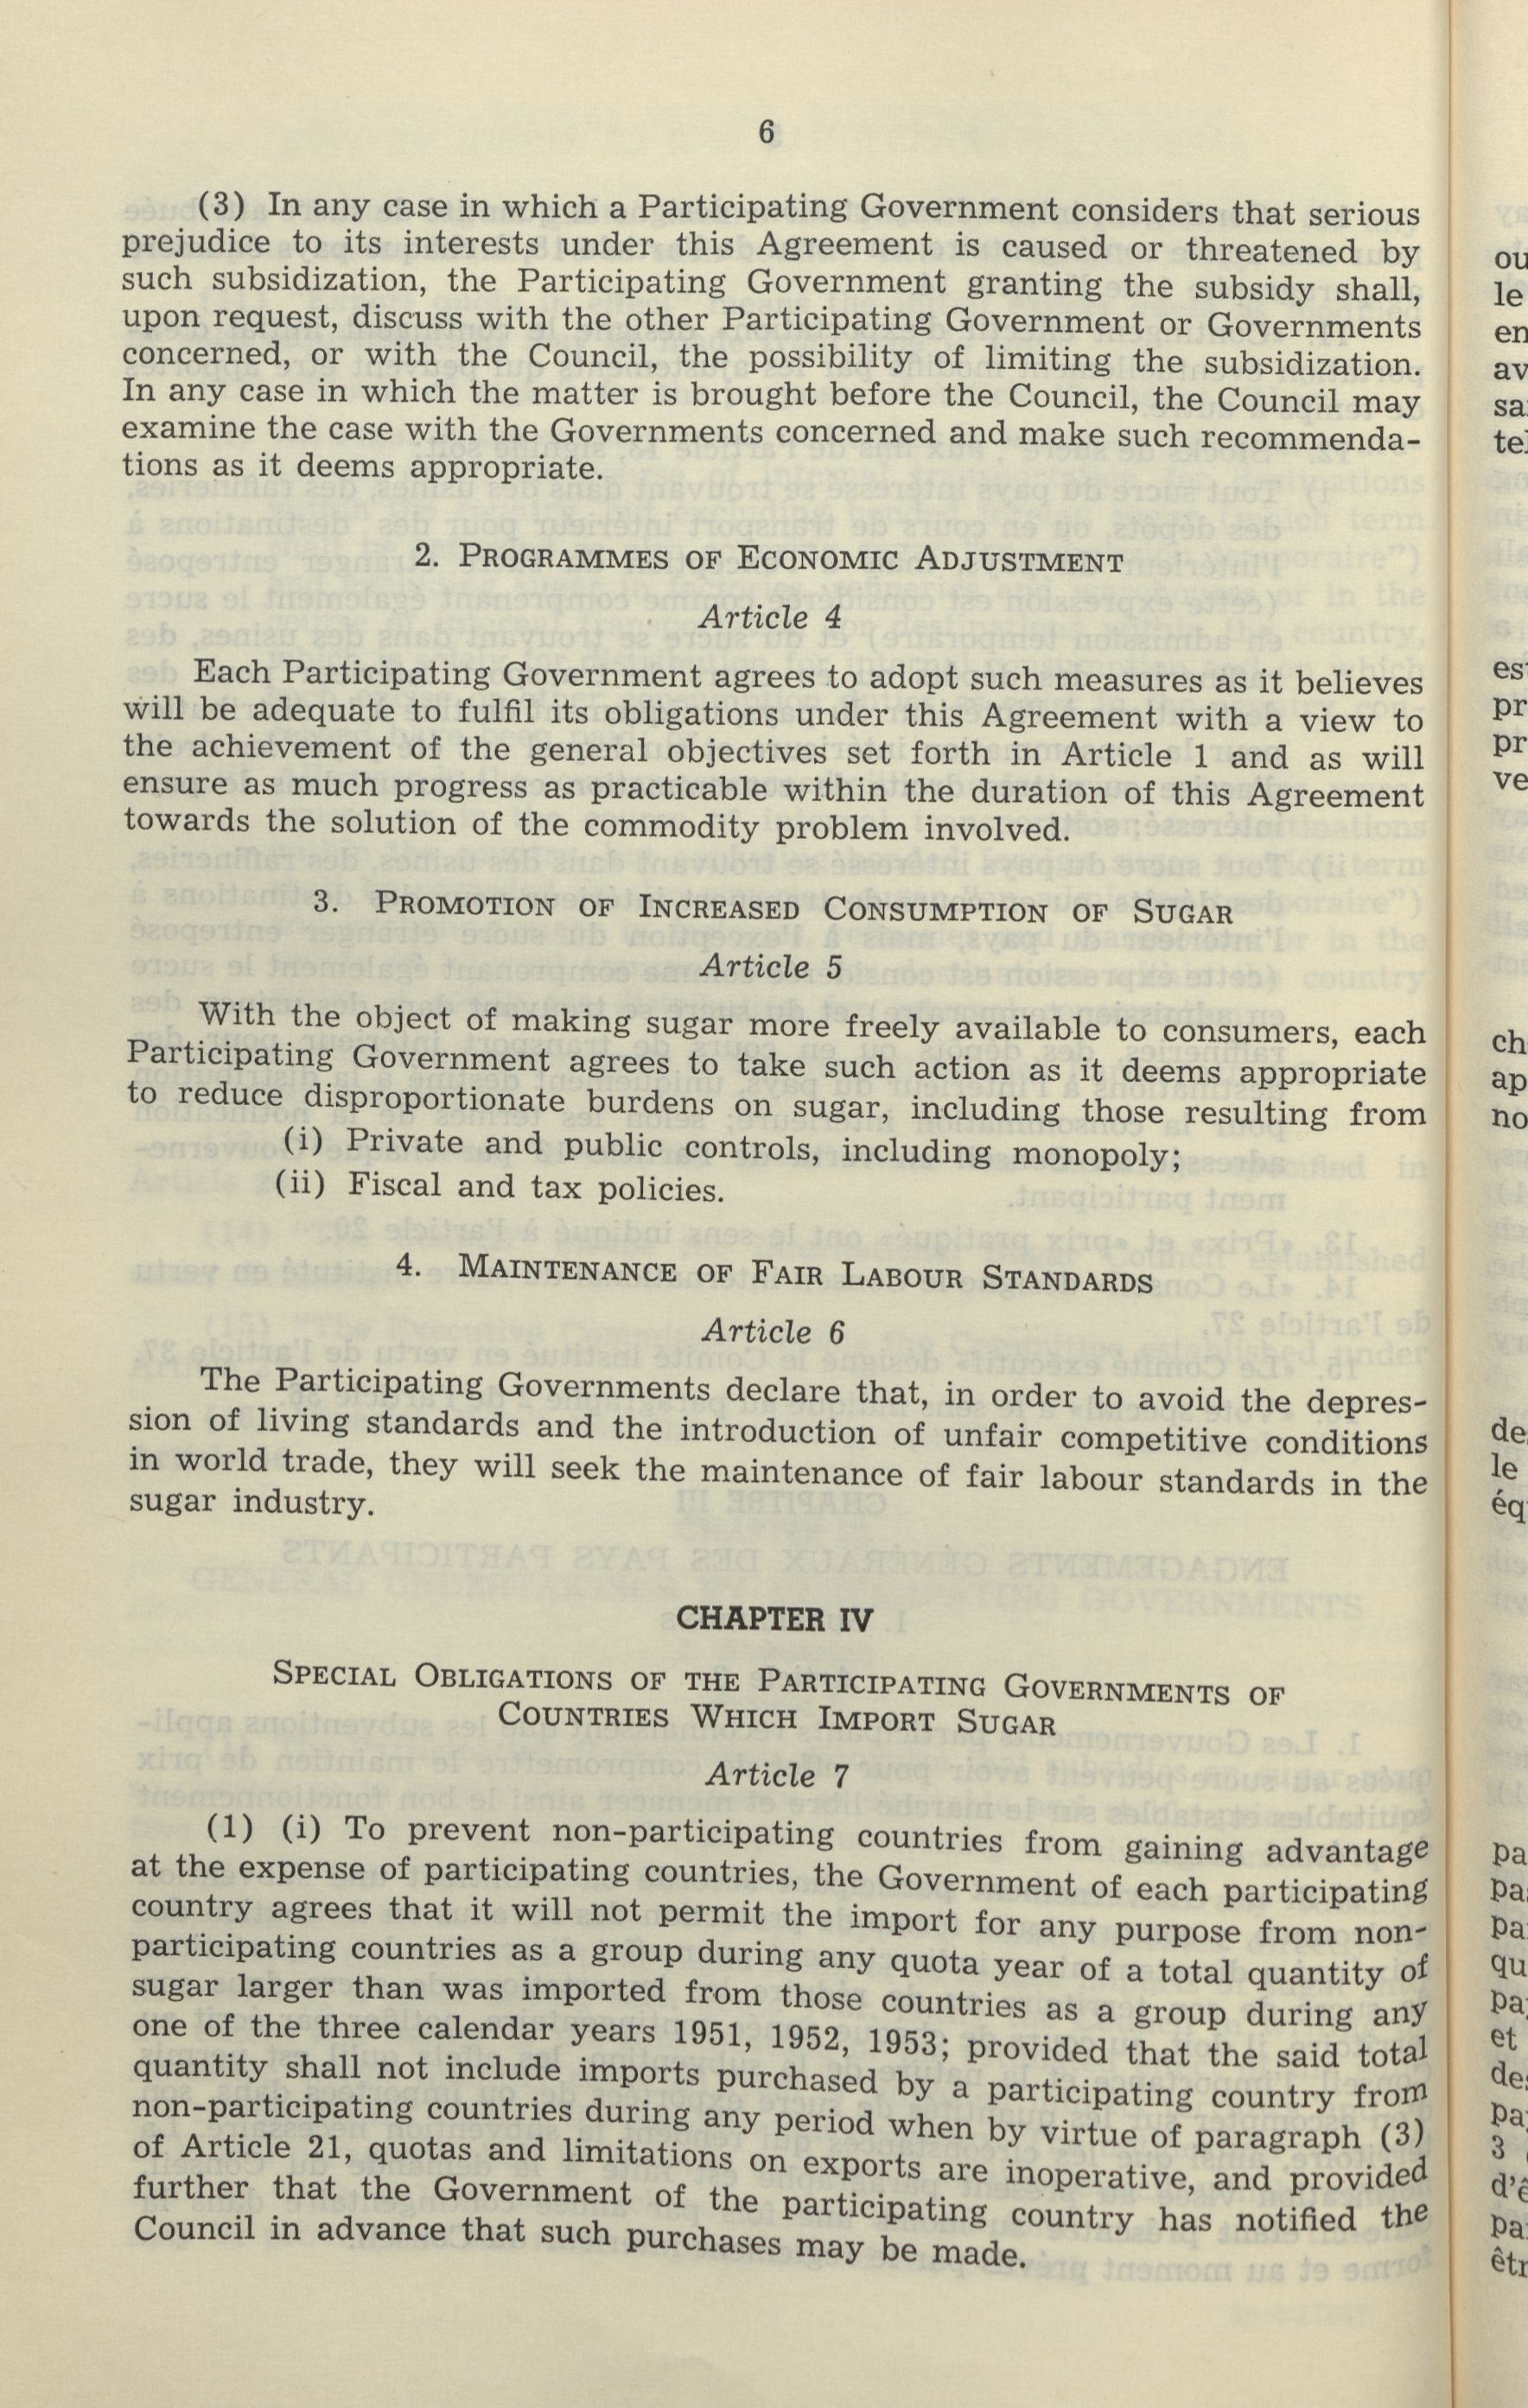 6
(3) In any case in which a Participating Government considers that serious
prejudice to its interests under this Agreement is caused or threatened by
such subsidization, the Participating Government granting the subsidy shall,
upon request, discuss with the other Participating Government or Governments
concerned, or with the Council, the possibility of limiting the subsidization.
In any case in which the matter is brought before the Council, the Council may
examine the case with the Governments concerned and make such recommenda-
tions as it deems appropriate.
2. Programmes of Economic Adjustment
Article 4
Each Participating Government agrees to adopt such measures as it believes
will be adequate to fulfil its obligations under this Agreement with a view to
the achievement of the general objectives set forth in Article 1 and as will
ensure as much progress as practicable within the duration of this Agreement
towards the solution of the commodity problem involved.
3. Promotion of Increased Consumption of Sugar
Article 5
With the object of making sugar more freely available to consumers, each
Participating Government agrees to take such action as it deems appropriate
to reduce disproportionate burdens on sugar, including those resulting from
(i) Private and public controls, including monopoly;
(ii) Fiscal and tax policies.
4. Maintenance of Fair Labour Standards
Article 6
The Participating Governments declare that, in order to avoid the depres-
sion of living standards and the introduction of unfair competitive conditions
in world trade, they will seek the maintenance of fair labour standards in the
sugar industry.
CHAPTER IV
Special Obligations of the Participating Governments of
Countries Which Import Sugar
Article 7
(1) (i) To prevent non-participating countries from gaining advantage
at the expense of participating countries, the Government of each participating
country agrees that it will not permit the import for any purpose from non-
participating countries as a group during any quota year of a total quantity of
sugar larger than was imported from those countries as a group during any
one of the three calendar years 1951, 1952, 1953; provided that the said total
quantity shall not include imports purchased by a participating country from
non-participating countries during any period when by virtue of paragraph (3)
of Article 21, quotas and limitations on exports are inoperative, and provided
further that the Government of the participating country has notified the
Council in advance that such purchases may be made.